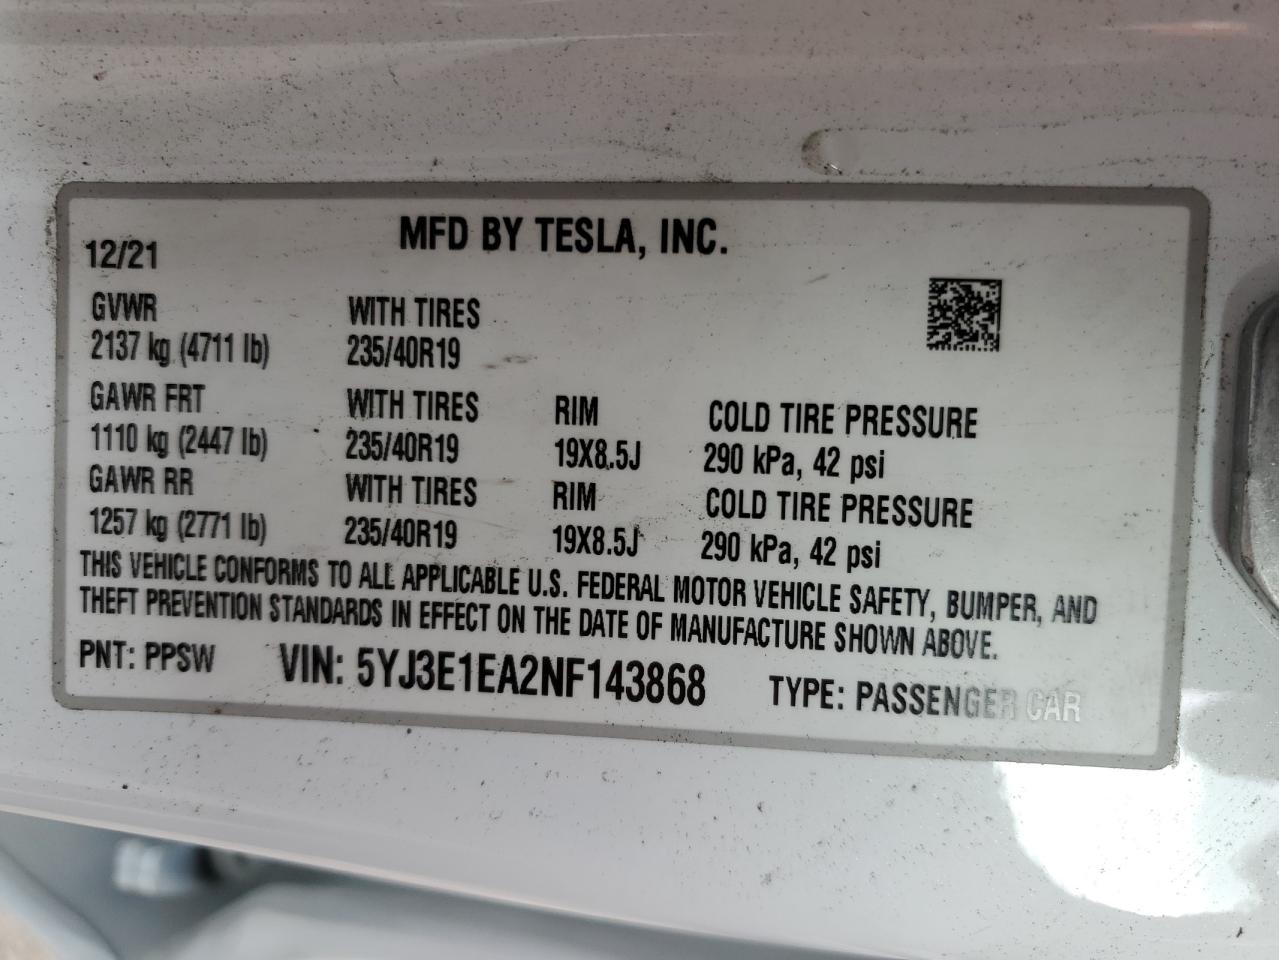 MFD BY TESLA, INC.
12/21
GVWR WITH TIRES
2137 kg (4711 lb) 235/40R19
GAWR FRT WITH TIRES RIM COLD TIRE PRESSURE
1110 kg (2447 lb) 235/40R19 19X8.5J 290 kPa, 42 psi
GAWR RR WITH TIRES RIM COLD TIRE PRESSURE
1257 kg (2771 lb) 235/40R19 19X8.5J 290 kPa, 42 psi
THIS VEHICLE CONFORMS TO ALL APPLICABLE U.S. FEDERAL MOTOR VEHICLE SAFETY, BUMPER, AND
THEFT PREVENTION STANDARDS IN EFFECT ON THE DATE OF MANUFACTURE SHOWN ABOVE.
PNT: PPSW VIN: 5YJ3E1EA2NF143868 TYPE: PASSENGER CAR